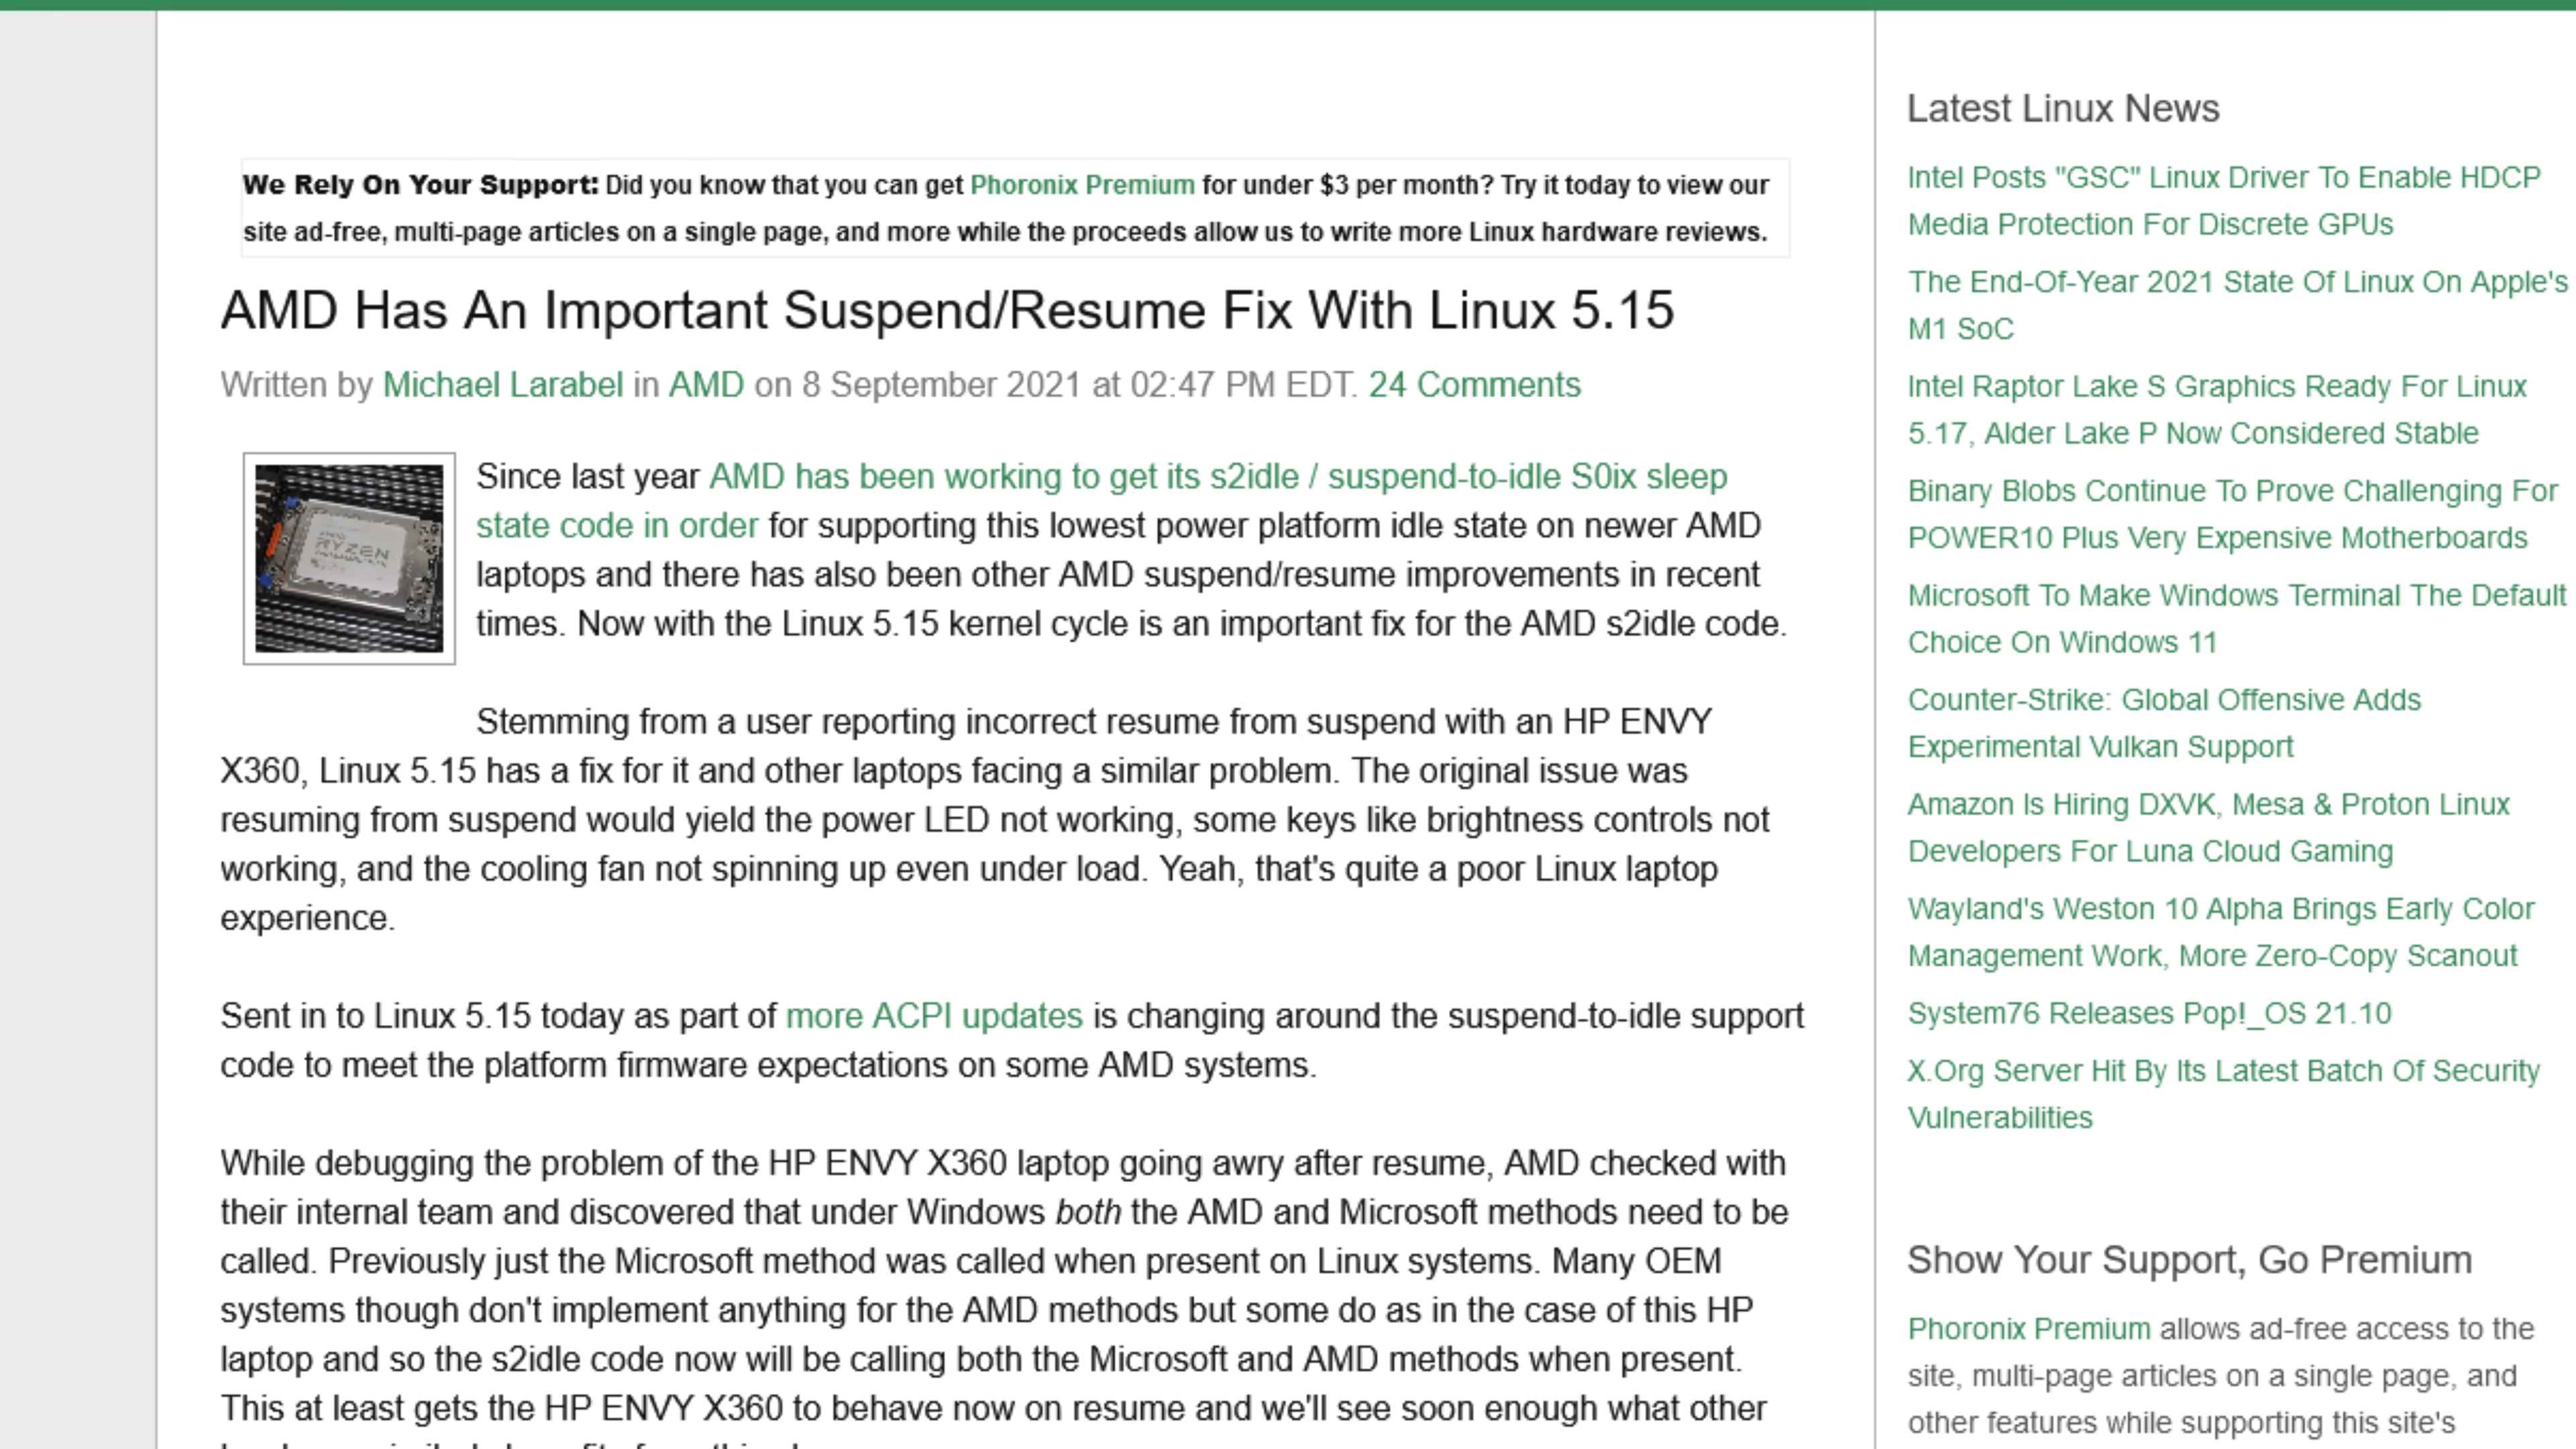 We Rely On Your Support: Did you know that you can get Phoronix Premium for under $3 per month? Try it today to view our
site ad-free, multi-page articles on a single page, and more while the proceeds allow us to write more Linux hardware reviews.
AMD Has An Important Suspend/Resume Fix With Linux 5.15
Written by Michael Larabel in AMD on 8 September 2021 at 02:47 PM EDT. 24 Comments
RYZEN
Since last year AMD has been working to get its s2idle / suspend-to-idle S0ix sleep
state code in order for supporting this lowest power platform idle state on newer AMD
laptops and there has also been other AMD suspend/resume improvements in recent
times. Now with the Linux 5.15 kernel cycle is an important fix for the AMD s2idle code.
Stemming from a user reporting incorrect resume from suspend with an HP ENVY
X360, Linux 5.15 has a fix for it and other laptops facing a similar problem. The original issue was
resuming from suspend would yield the power LED not working, some keys like brightness controls not
working, and the cooling fan not spinning up even under load. Yeah, that's quite a poor Linux laptop
experience.
Sent in to Linux 5.15 today as part of more ACPI updates is changing around the suspend-to-idle support
code to meet the platform firmware expectations on some AMD systems.
While debugging the problem of the HP ENVY X360 laptop going awry after resume, AMD checked with
their internal team and discovered that under Windows both the AMD and Microsoft methods need to be
called. Previously just the Microsoft method was called when present on Linux systems. Many OEM
systems though don't implement anything for the AMD methods but some do as in the case of this HP
laptop and so the s2idle code now will be calling both the Microsoft and AMD methods when present.
This at least gets the HP ENVY X360 to behave now on resume and we'll see soon enough what other
Latest Linux News
Intel Posts "GSC" Linux Driver To Enable HDCP
Media Protection For Discrete GPUs
The End-Of-Year 2021 State Of Linux On Apple's
M1 SoC
Intel Raptor Lake S Graphics Ready For Linux
5.17, Alder Lake P Now Considered Stable
Binary Blobs Continue To Prove Challenging For
POWER10 Plus Very Expensive Motherboards
Microsoft To Make Windows Terminal The Default
Choice On Windows 11
Counter-Strike: Global Offensive Adds
Experimental Vulkan Support
Amazon Is Hiring DXVK, Mesa & Proton Linux
Developers For Luna Cloud Gaming
Wayland's Weston 10 Alpha Brings Early Color
Management Work, More Zero-Copy Scanout
System76 Releases Pop!_OS 21.10
X.Org Server Hit By Its Latest Batch Of Security
Vulnerabilities
Show Your Support, Go Premium
Phoronix Premium allows ad-free access to the
site, multi-page articles on a single page, and
other features while supporting this site's